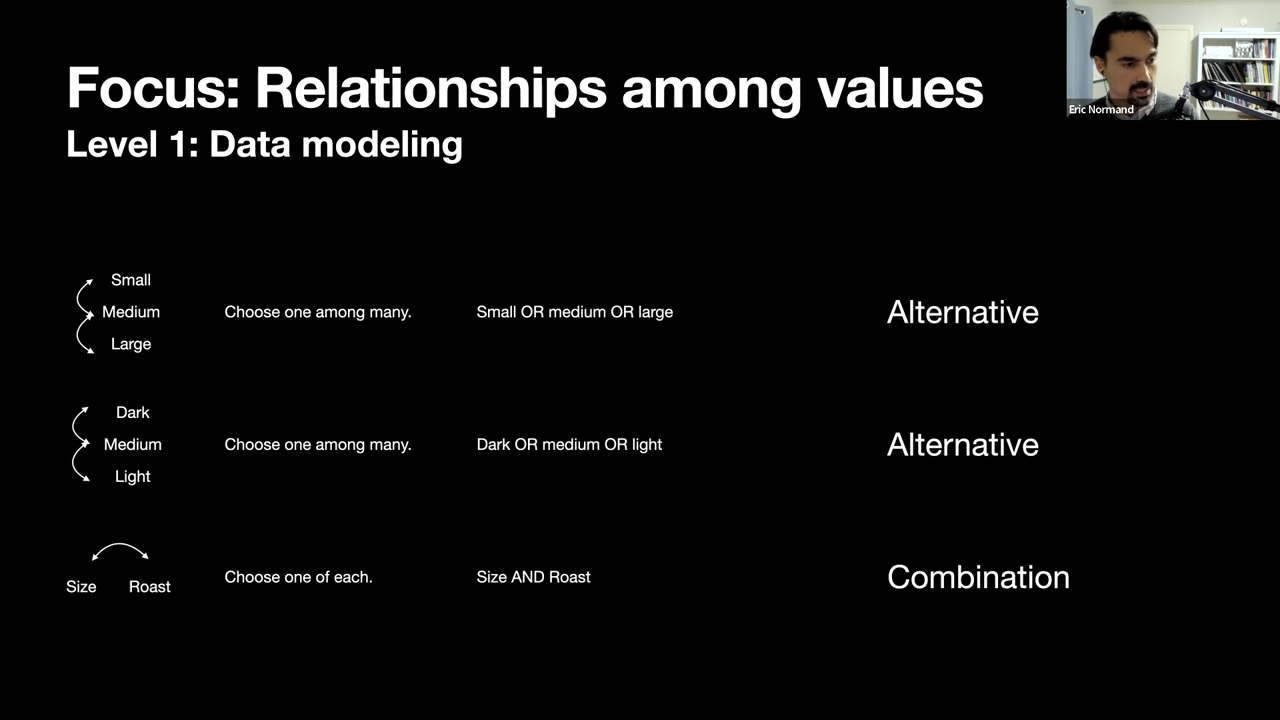 Focus: Relationships among values
Level 1: Data modeling
Eric Normand
Small
Medium
Large
Choose one among many.
Small OR medium OR large
Alternative
Dark
Medium
Light
Choose one among many.
Dark OR medium OR light
Alternative
Size
Roast
Choose one of each.
Size AND Roast
Combination